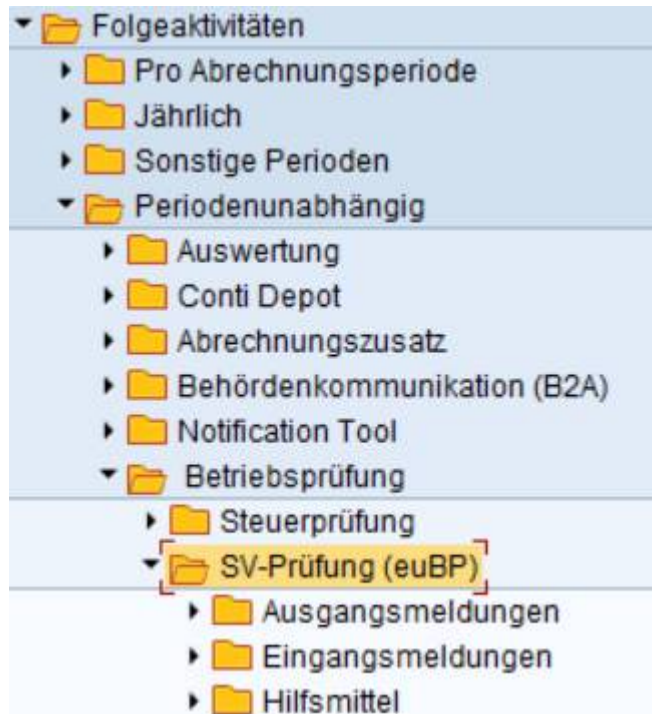 Folgeaktivitäten
Pro Abrechnungsperiode
Jährlich
Sonstige Perioden
Periodenunabhängig
Auswertung
Conti Depot
Abrechnungszusatz
Behördenkommunikation (B2A)
Notification Tool
Betriebsprüfung
Steuerprüfung
SV-Prüfung (euBP)
Ausgangsmeldungen
Eingangsmeldungen
Hilfsmittel